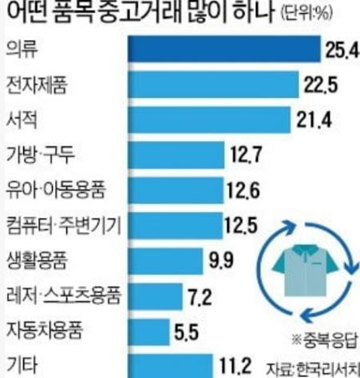 어떤 품목 중고거래 많이 하나 (단위:%)
의류 25.4
전자제품 22.5
서적 21.4
가방·구두 12.7
유아·아동용품 12.6
컴퓨터·주변기기 12.5
생활용품 9.9
레저·스포츠용품 7.2
자동차용품 5.5
※중복응답
기타 11.2
자료:한국리서치